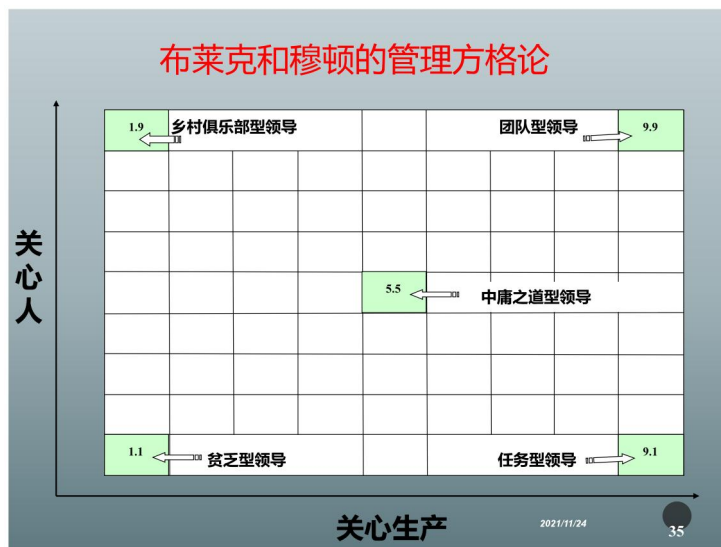 布莱克和穆顿的管理方格论
1.9 乡村俱乐部型领导 团队型领导 9.9
关心人
5.5 中庸之道型领导
1.1 贫乏型领导 任务型领导 9.1
关心生产
2021/11/24
35